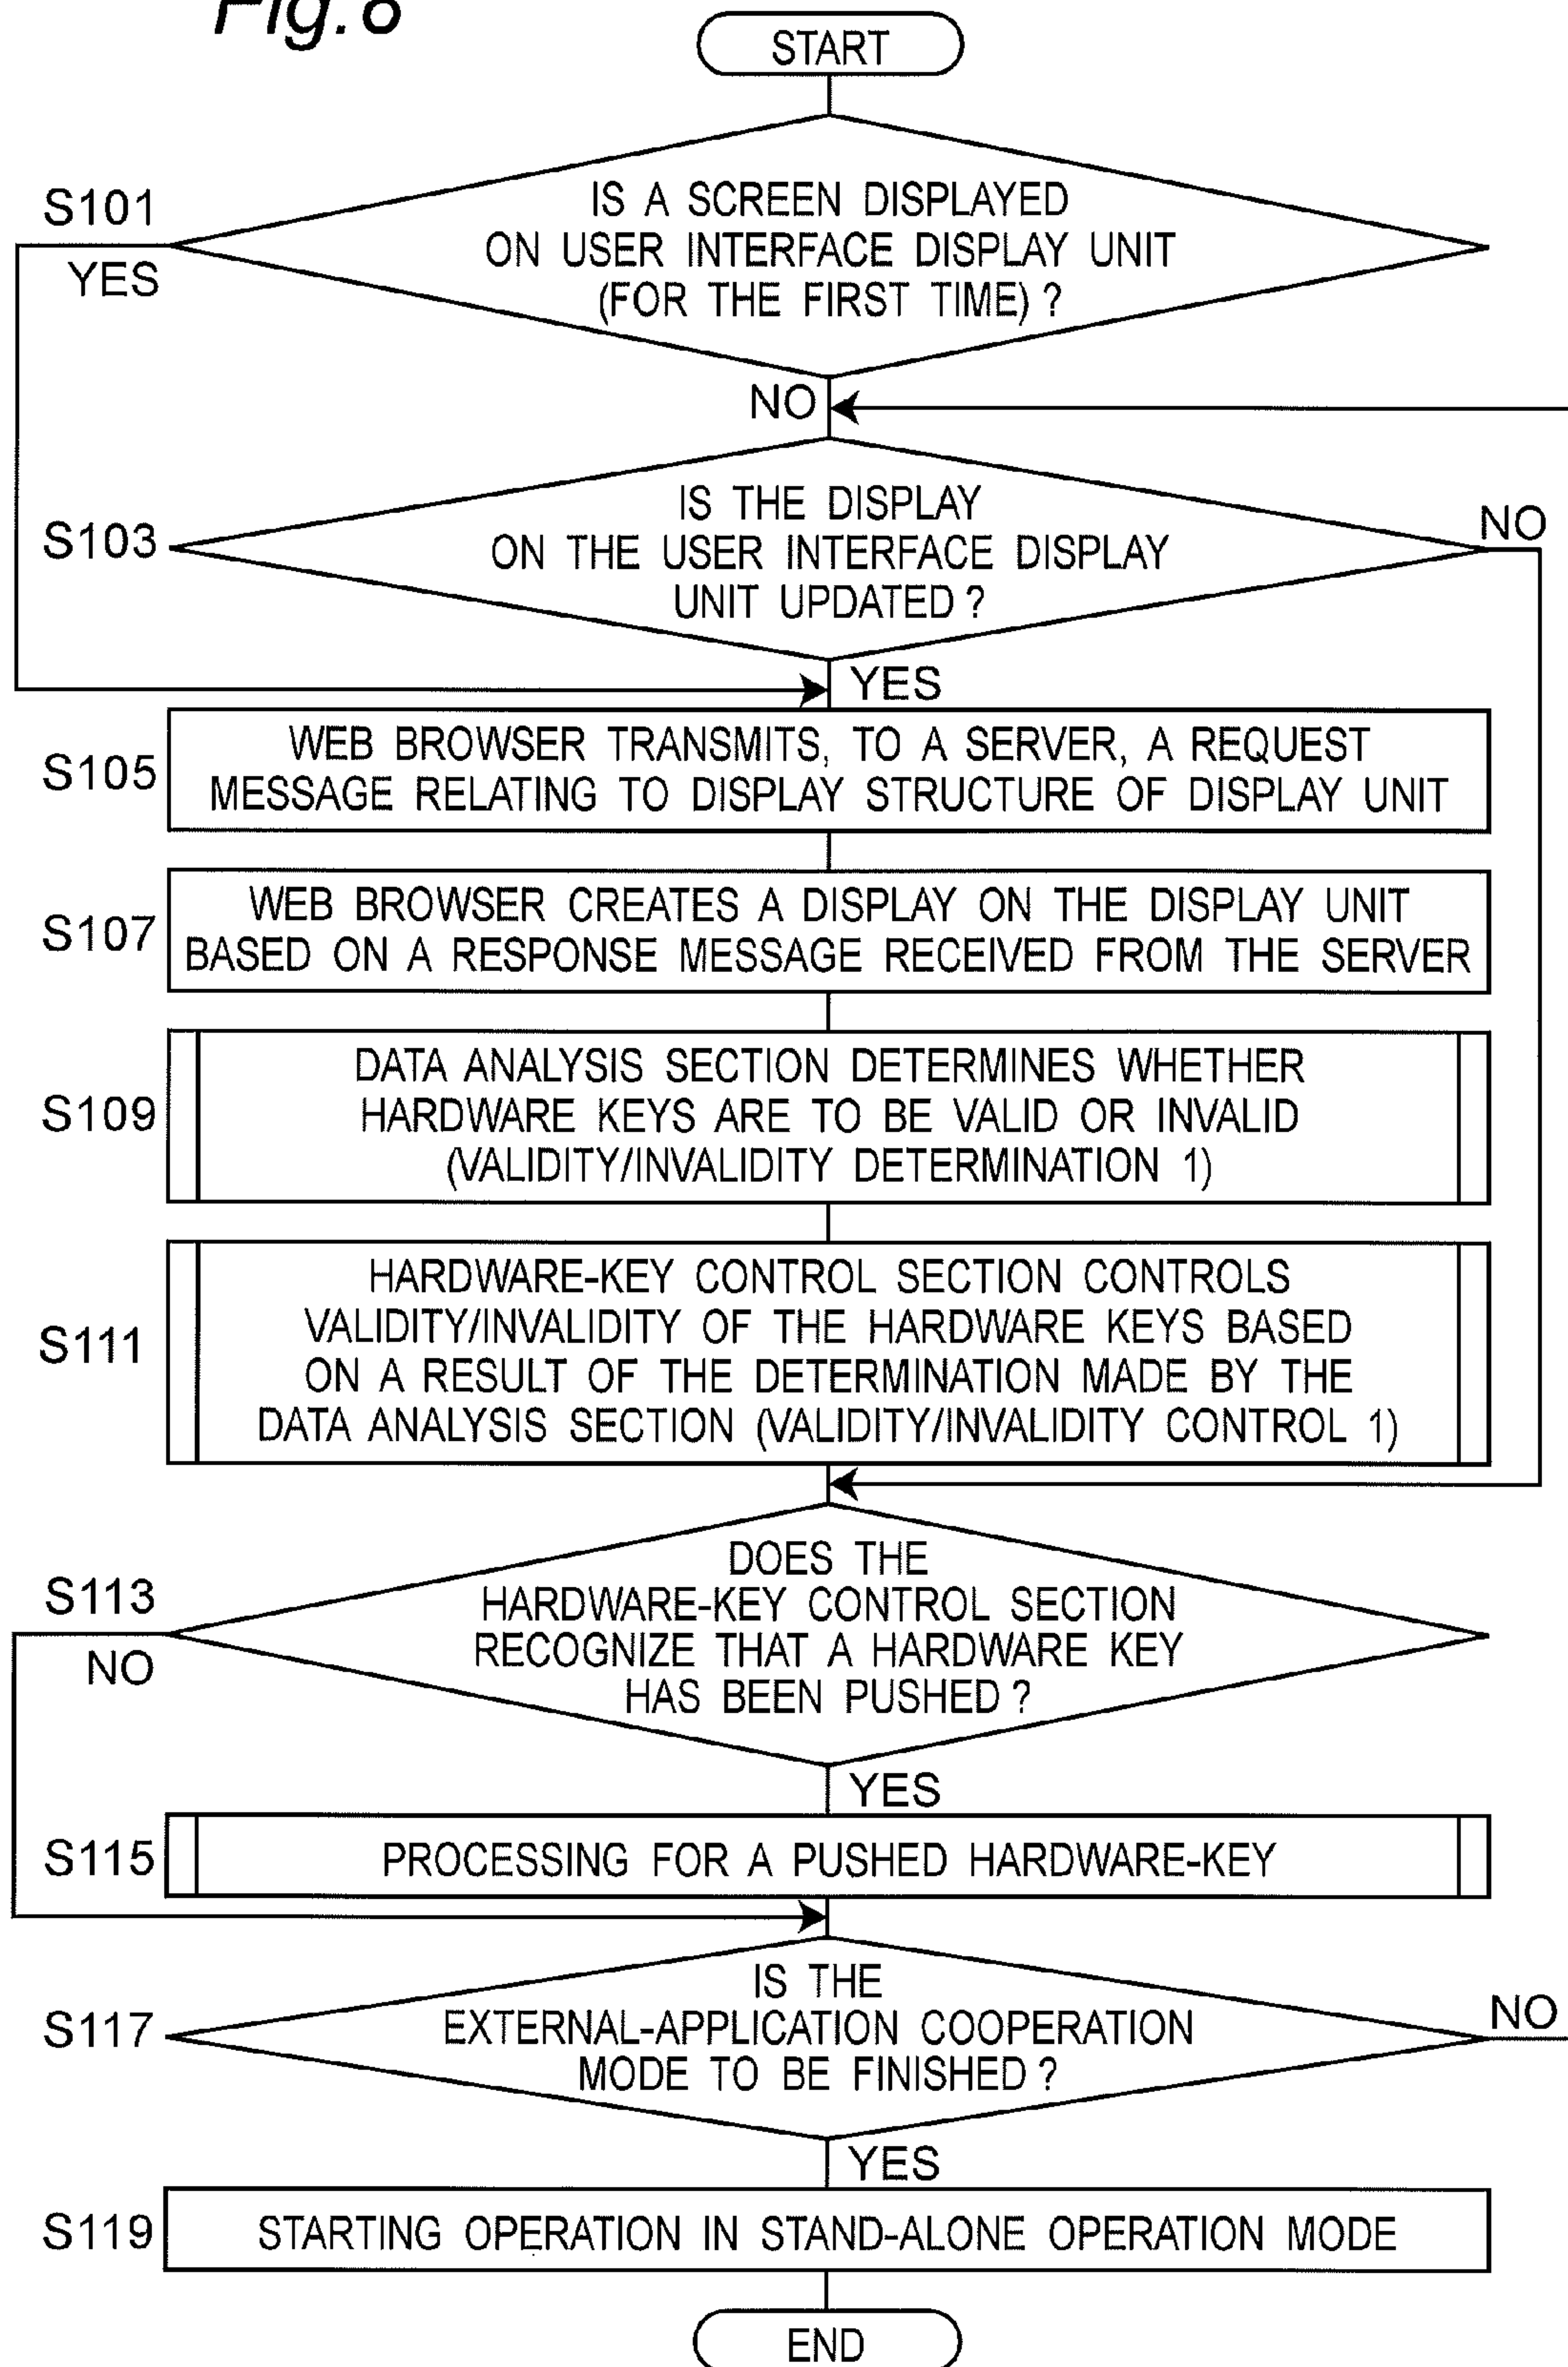 Fig. 8
START
S101
IS A SCREEN DISPLAYED
ON USER INTERFACE DISPLAY UNIT
(FOR THE FIRST TIME) ?
YES
NO
S103
IS THE DISPLAY
ON THE USER INTERFACE DISPLAY
UNIT UPDATED ?
NO
YES
S105
WEB BROWSER TRANSMITS, TO A SERVER, A REQUEST
MESSAGE RELATING TO DISPLAY STRUCTURE OF DISPLAY UNIT
S107
WEB BROWSER CREATES A DISPLAY ON THE DISPLAY UNIT
BASED ON A RESPONSE MESSAGE RECEIVED FROM THE SERVER
S109
DATA ANALYSIS SECTION DETERMINES WHETHER
HARDWARE KEYS ARE TO BE VALID OR INVALID
(VALIDITY/INVALIDITY DETERMINATION 1)
S111
HARDWARE-KEY CONTROL SECTION CONTROLS
VALIDITY/INVALIDITY OF THE HARDWARE KEYS BASED
ON A RESULT OF THE DETERMINATION MADE BY THE
DATA ANALYSIS SECTION (VALIDITY/INVALIDITY CONTROL 1)
S113
DOES THE
HARDWARE-KEY CONTROL SECTION
RECOGNIZE THAT A HARDWARE KEY
HAS BEEN PUSHED ?
NO
YES
S115
PROCESSING FOR A PUSHED HARDWARE-KEY
S117
IS THE
EXTERNAL-APPLICATION COOPERATION
MODE TO BE FINISHED ?
NO
YES
S119
STARTING OPERATION IN STAND-ALONE OPERATION MODE
END